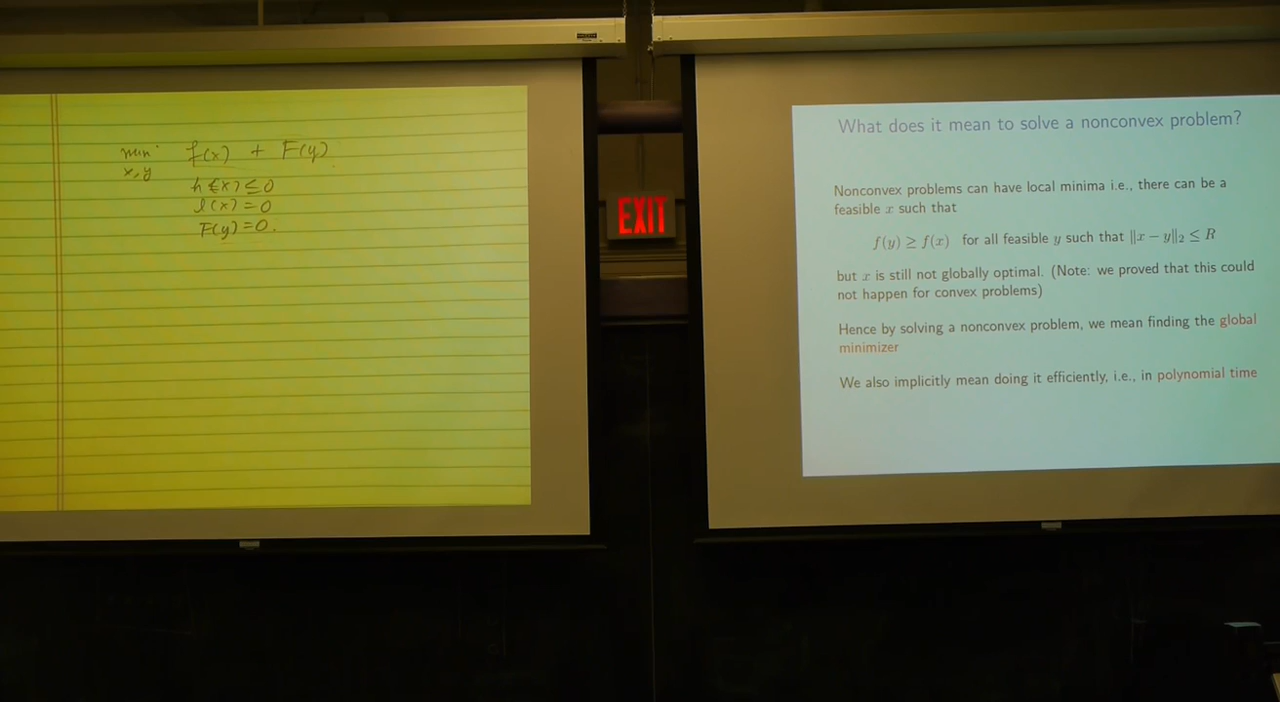 min f(x) + F(y)
x,y
h(x) ≤ 0
l(x) = 0
F(y) = 0.
EXIT
What does it mean to solve a nonconvex problem?
Nonconvex problems can have local minima i.e., there can be a
feasible x such that
f(y) ≥ f(x) for all feasible y such that ∥x − y∥₂ ≤ R
but x is still not globally optimal. (Note: we proved that this could
not happen for convex problems)
Hence by solving a nonconvex problem, we mean finding the global
minimizer
We also implicitly mean doing it efficiently, i.e., in polynomial time